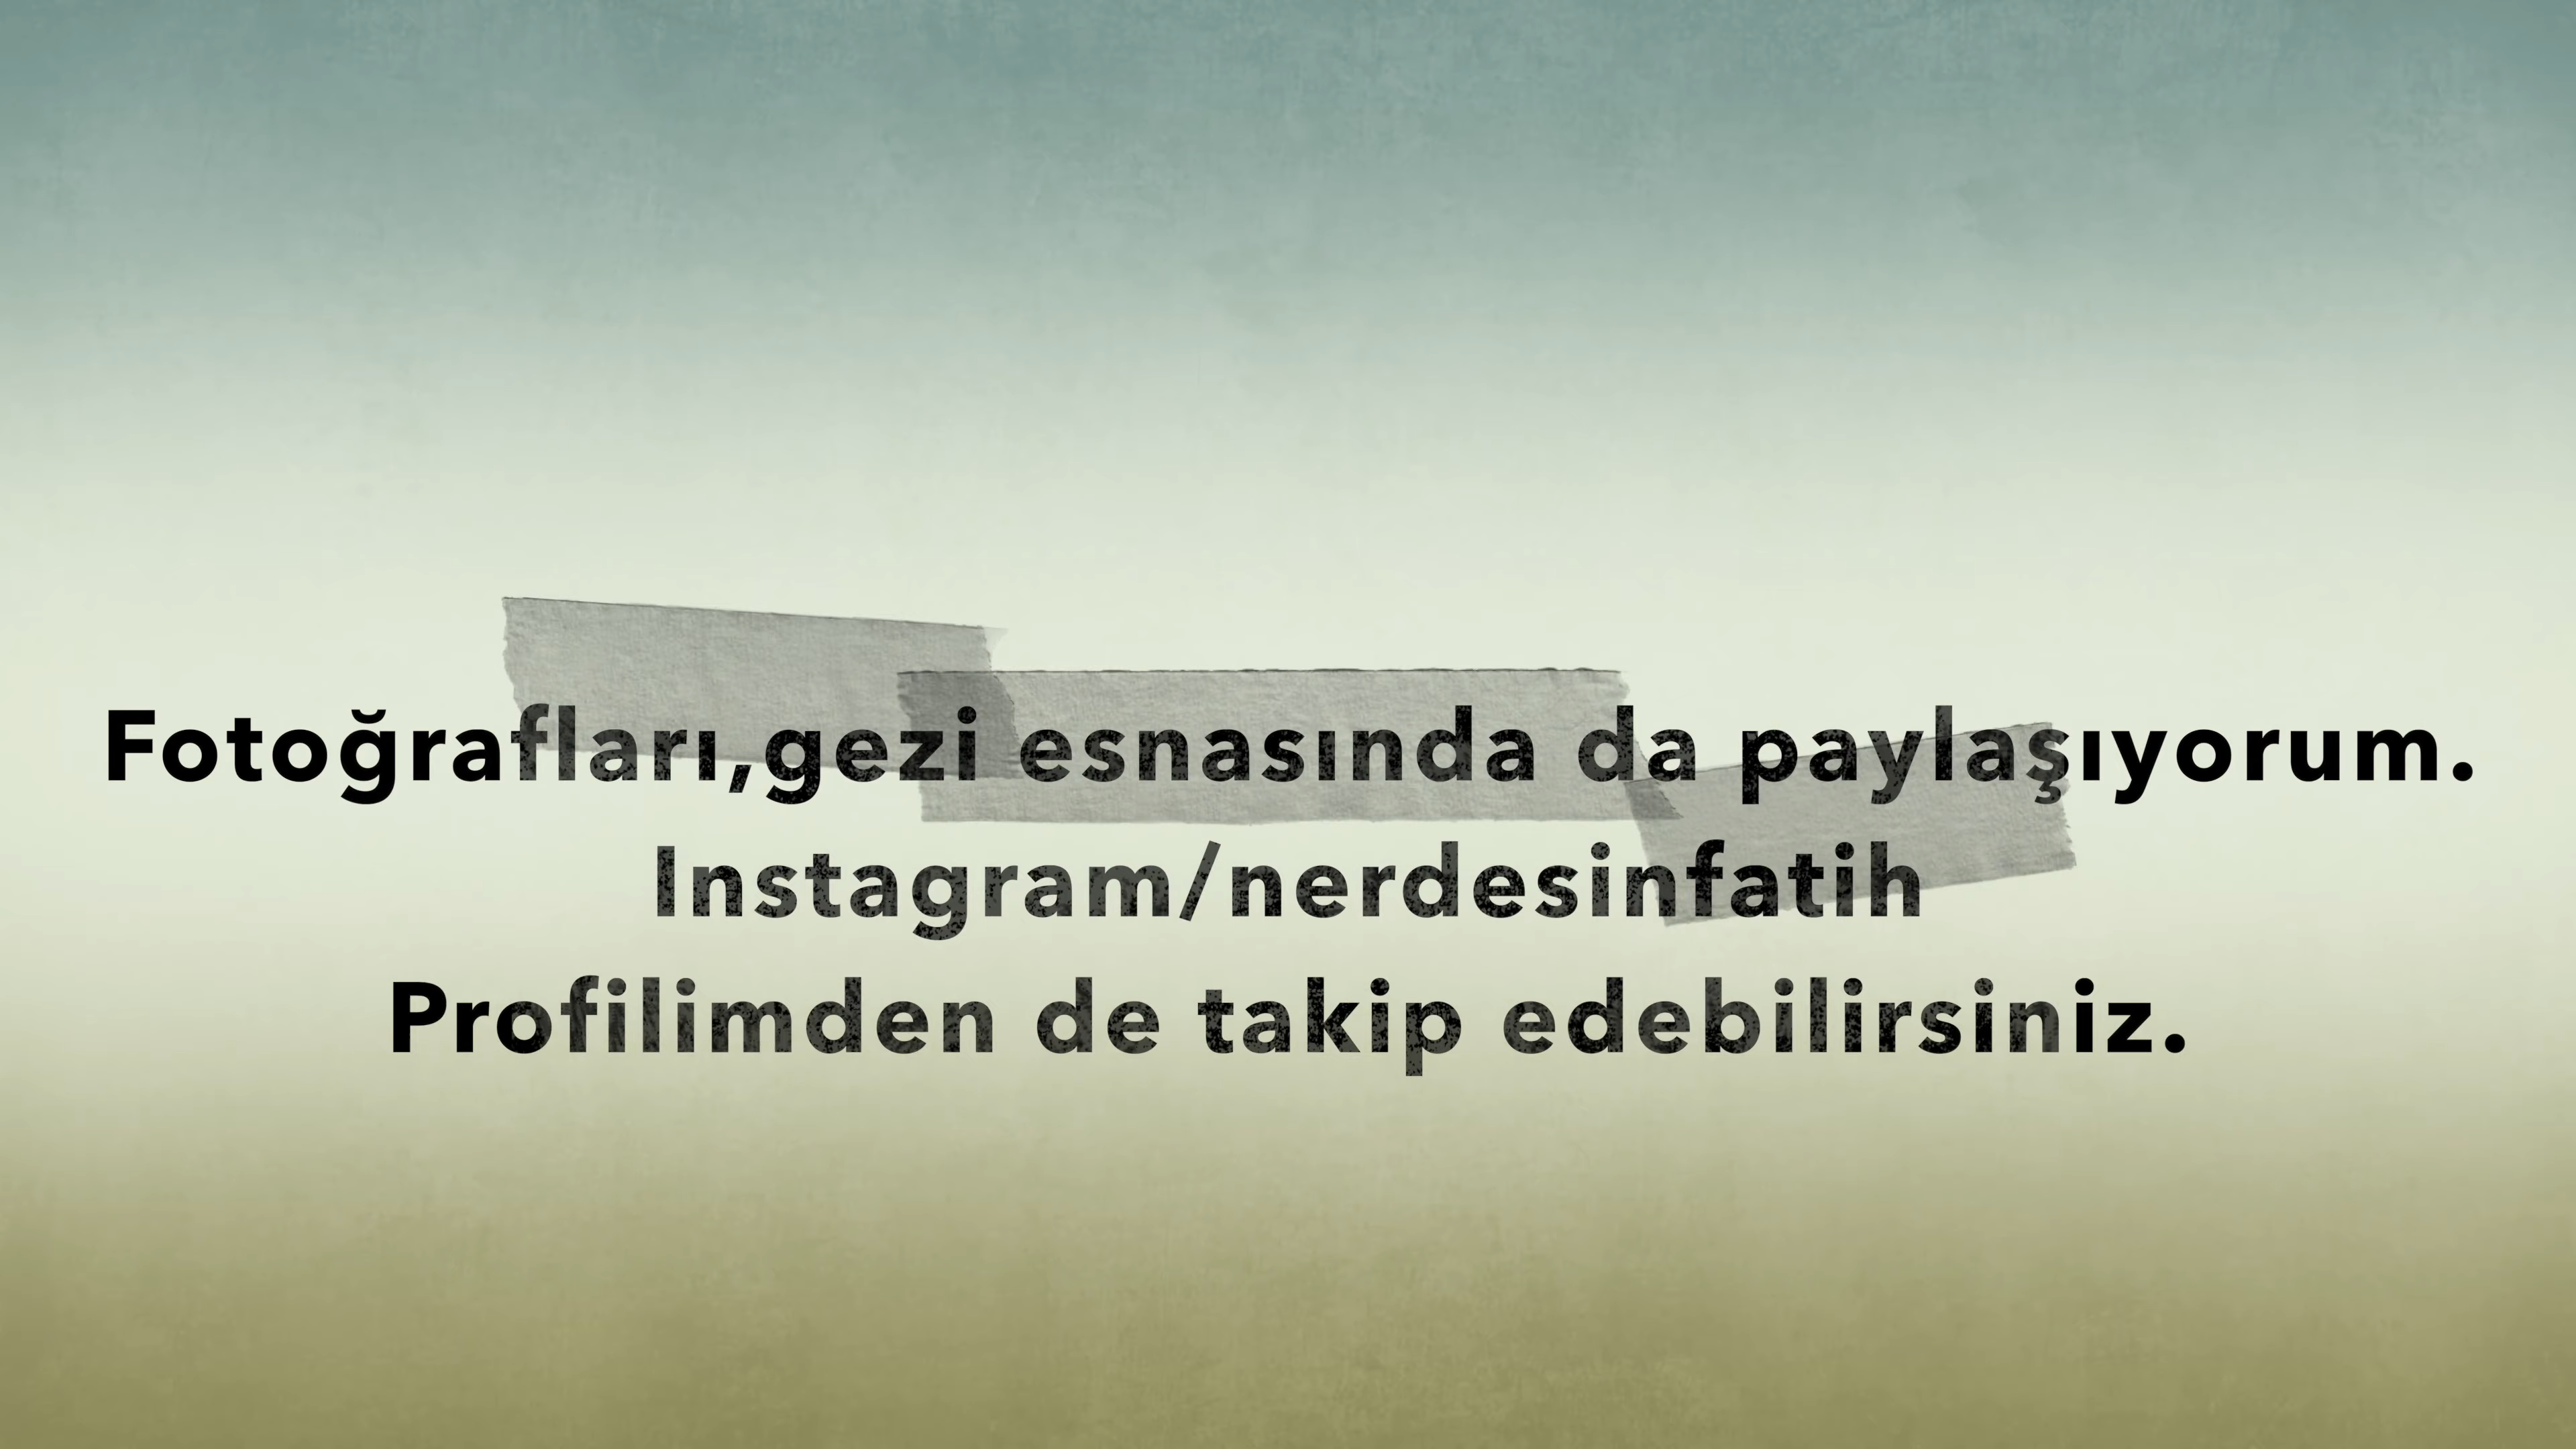 Fotoğrafları,gezi esnasında da paylaşıyorum.
Instagram/nerdesinfatih
Profilimden de takip edebilirsiniz.